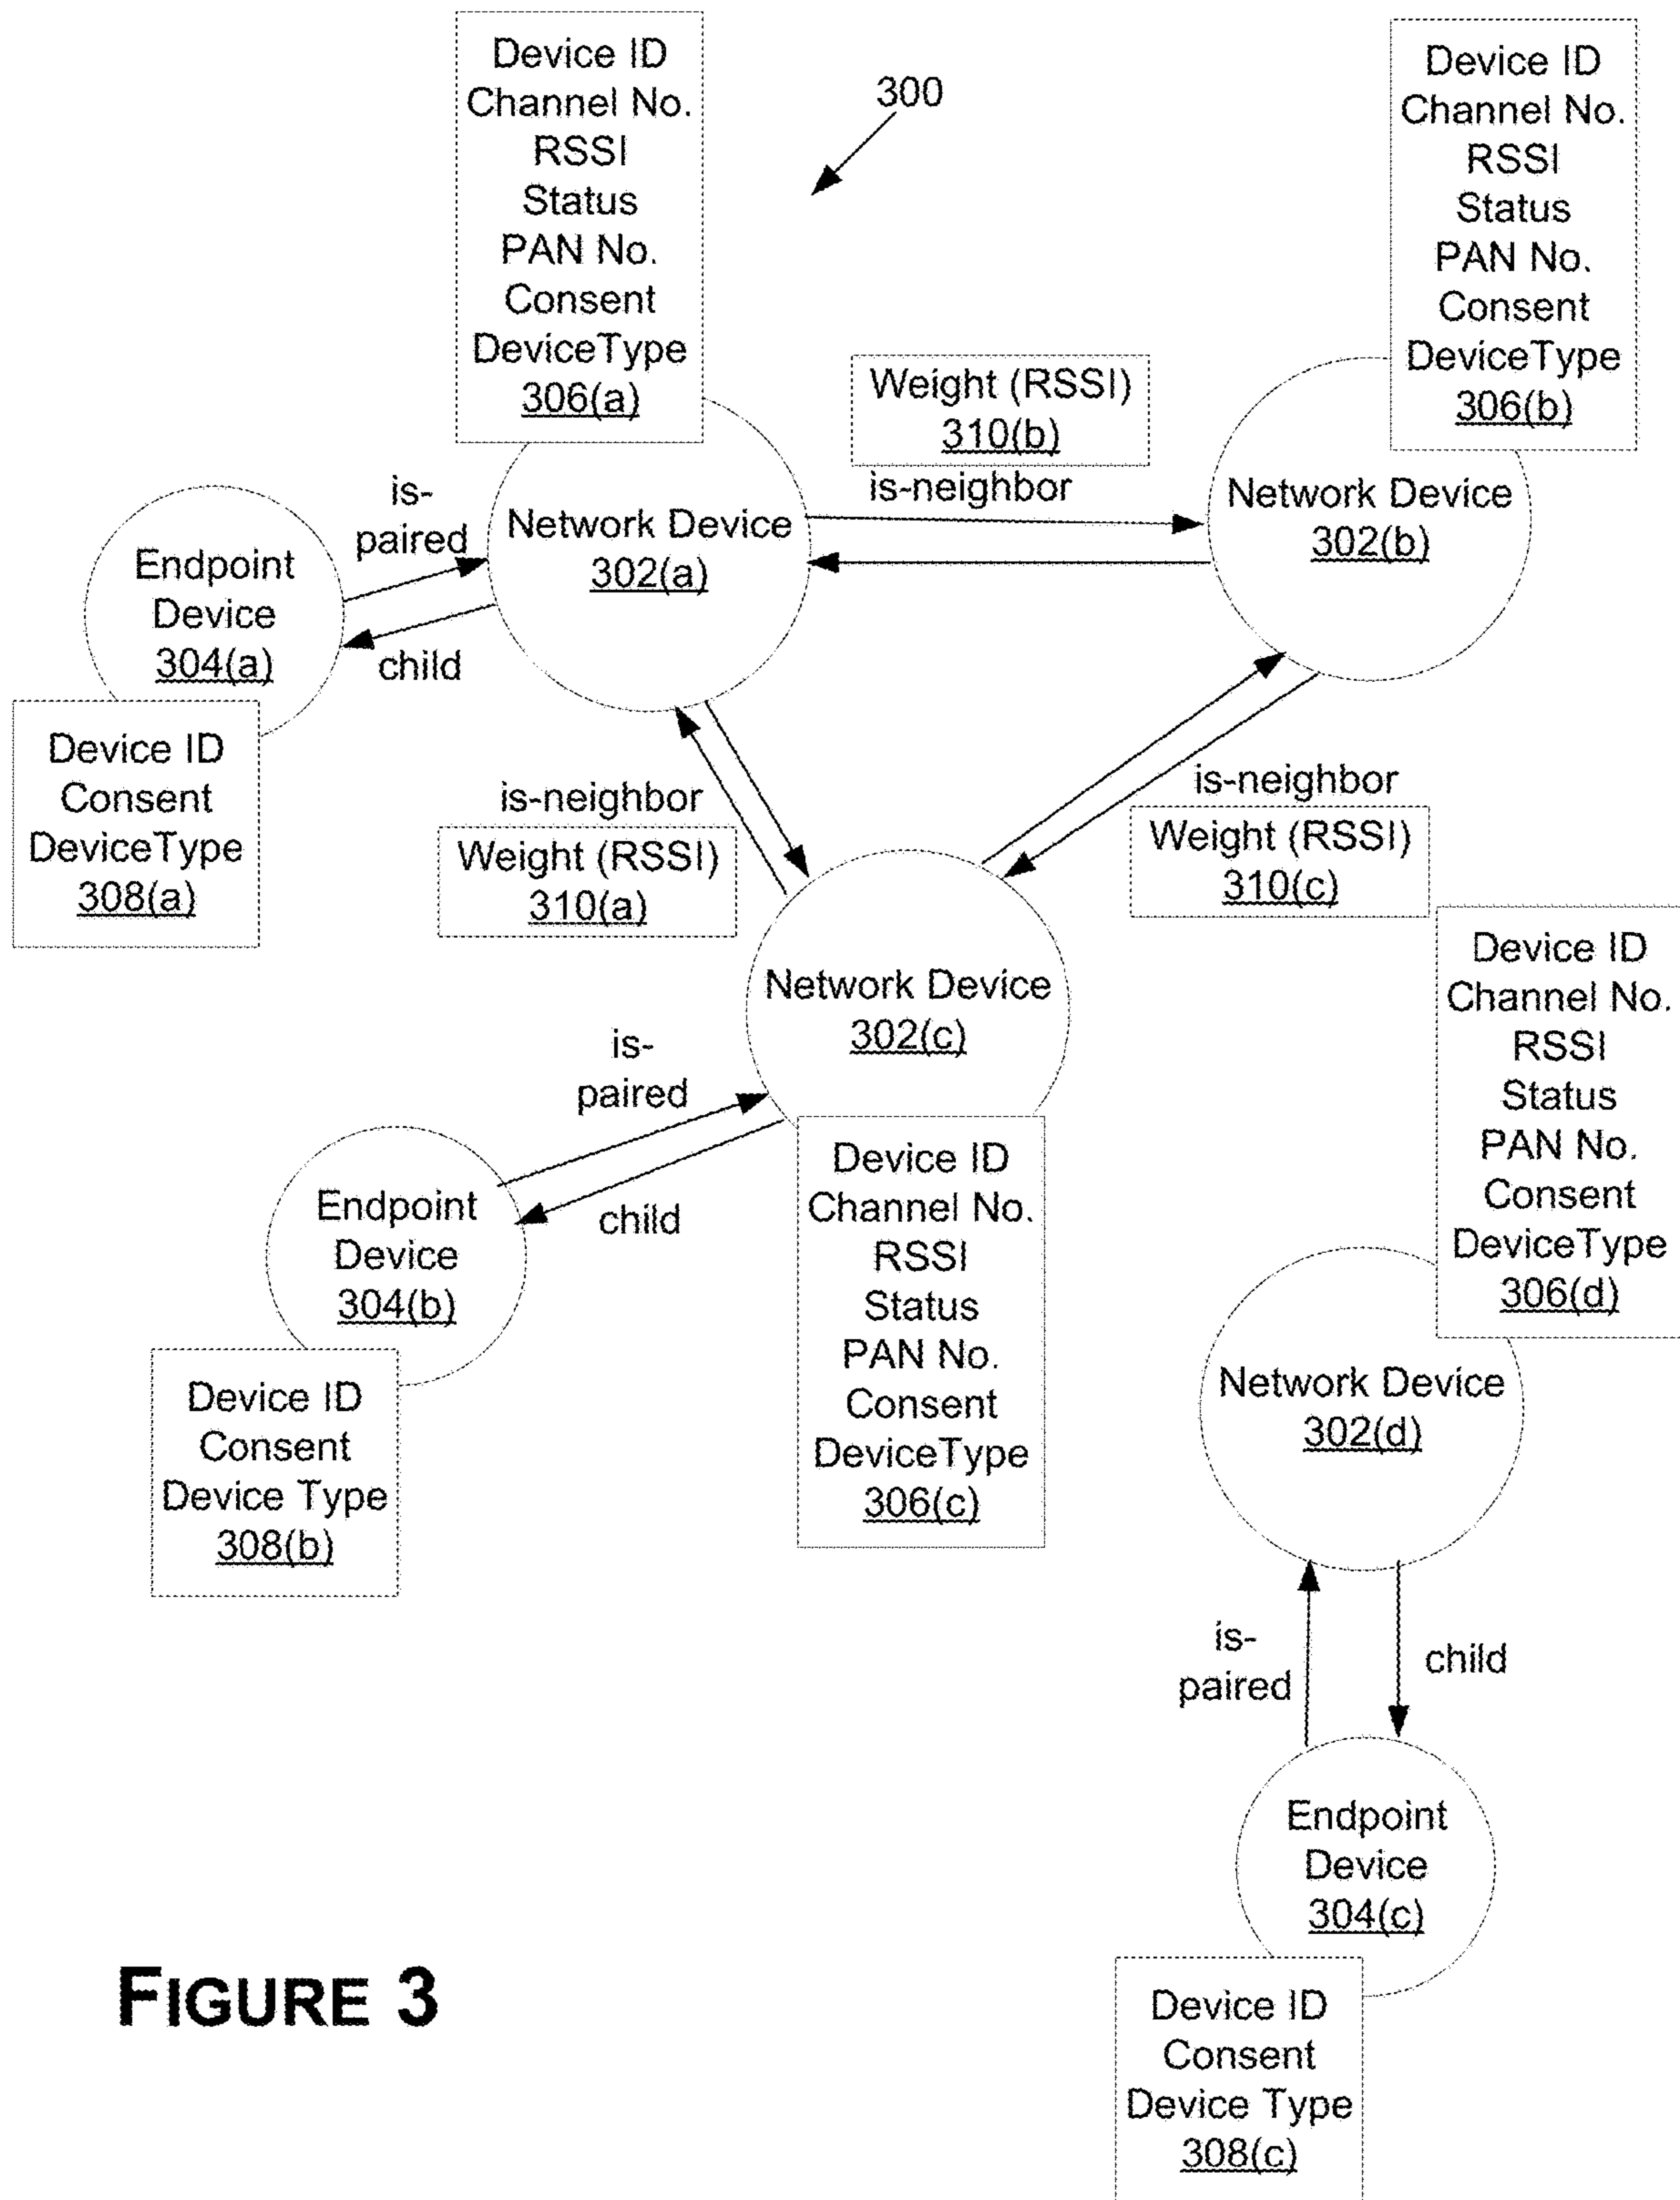 Device ID
Channel No.
RSSI
Status
PAN No.
Consent
DeviceType
306(a)
300
Device ID
Channel No.
RSSI
Status
PAN No.
Consent
DeviceType
306(b)
Weight (RSSI)
310(b)
is-neighbor
is-
paired
Network Device
302(a)
Network Device
302(b)
Endpoint
Device
304(a)
child
Device ID
Consent
DeviceType
308(a)
is-neighbor
Weight (RSSI)
310(a)
is-neighbor
Weight (RSSI)
310(c)
Network Device
302(c)
Device ID
Channel No.
RSSI
Status
PAN No.
Consent
DeviceType
306(d)
is-
paired
child
Endpoint
Device
304(b)
Device ID
Channel No.
RSSI
Status
PAN No.
Consent
DeviceType
306(c)
Device ID
Consent
Device Type
308(b)
Network Device
302(d)
is-
paired
child
Endpoint
Device
304(c)
Device ID
Consent
Device Type
308(c)
FIGURE 3